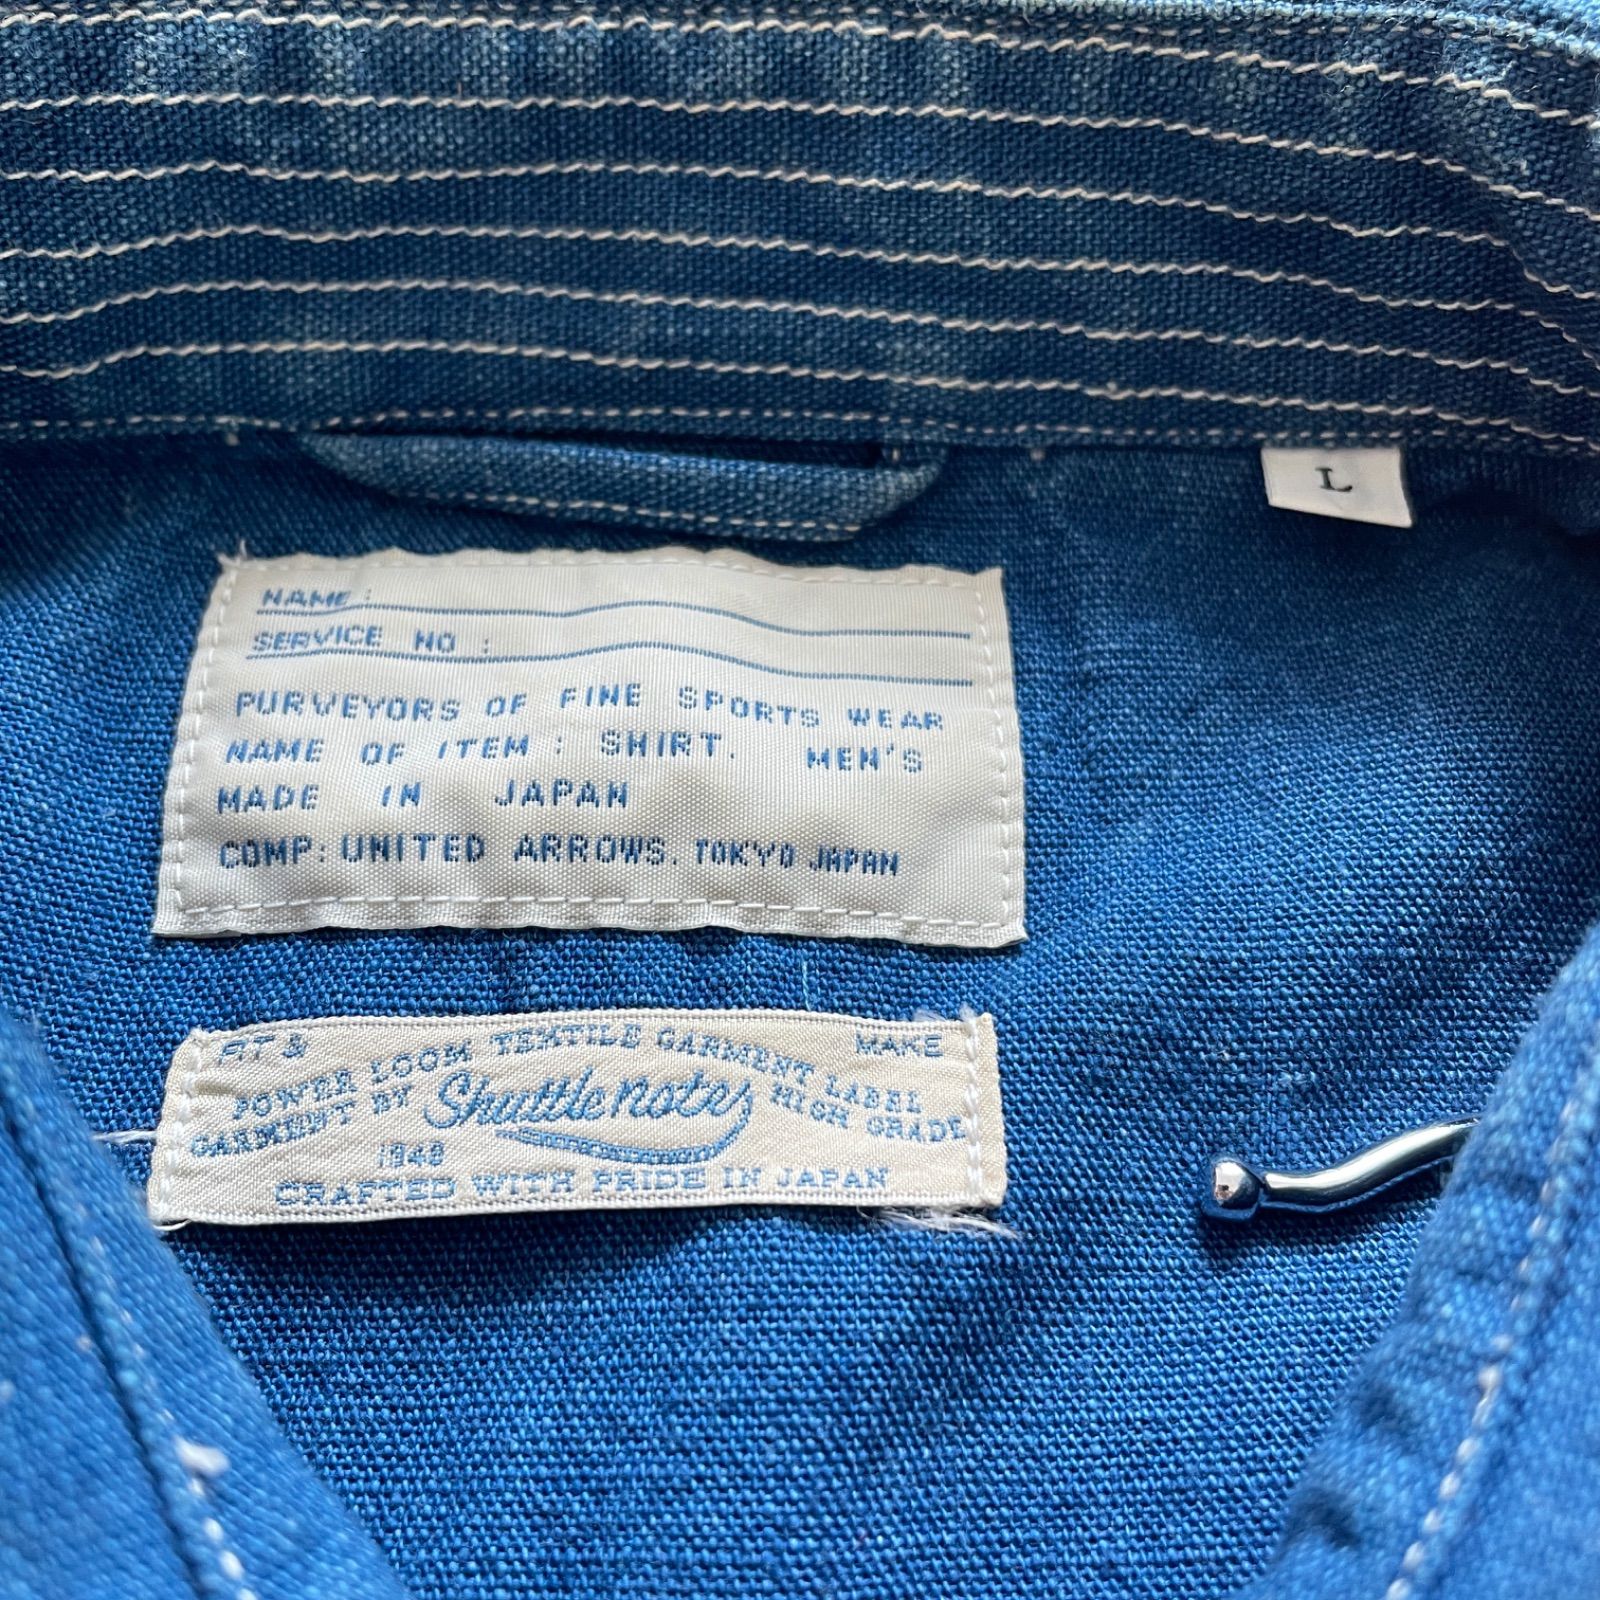 L
NAME:
SERVICE NO :
PURVEYORS OF FINE SPORTS WEAR
NAME OF ITEM : SHIRT. MEN'S
MADE IN JAPAN
COMP: UNITED ARROWS. TOKYO JAPAN
FIT & MAKE
POWER LOOM TEXTILE GARMENT LABEL
GARMENT BY Shuttlenotes HIGH GRADE
1948
CRAFTED WITH PRIDE IN JAPAN